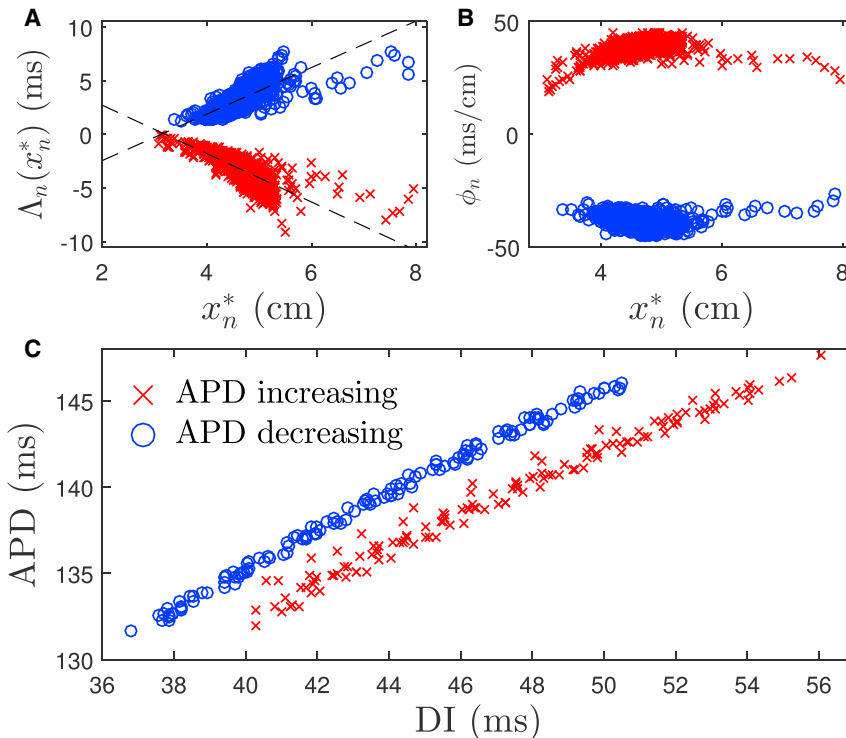 A
B
10
5
0
-5
-10
Λₙ(xₙ*) (ms)
2
4
6
8
xₙ* (cm)
50
0
-50
ϕₙ (ms/cm)
4
6
8
xₙ* (cm)
C
APD increasing
APD decreasing
145
140
135
130
APD (ms)
36
38
40
42
44
46
48
50
52
54
56
DI (ms)